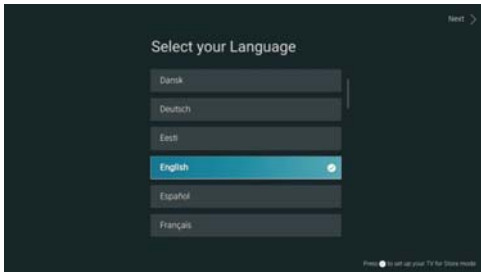 Next
Select your Language
Dansk
Deutsch
Eesti
English
Español
Français
Press to set up your TV for Store mode